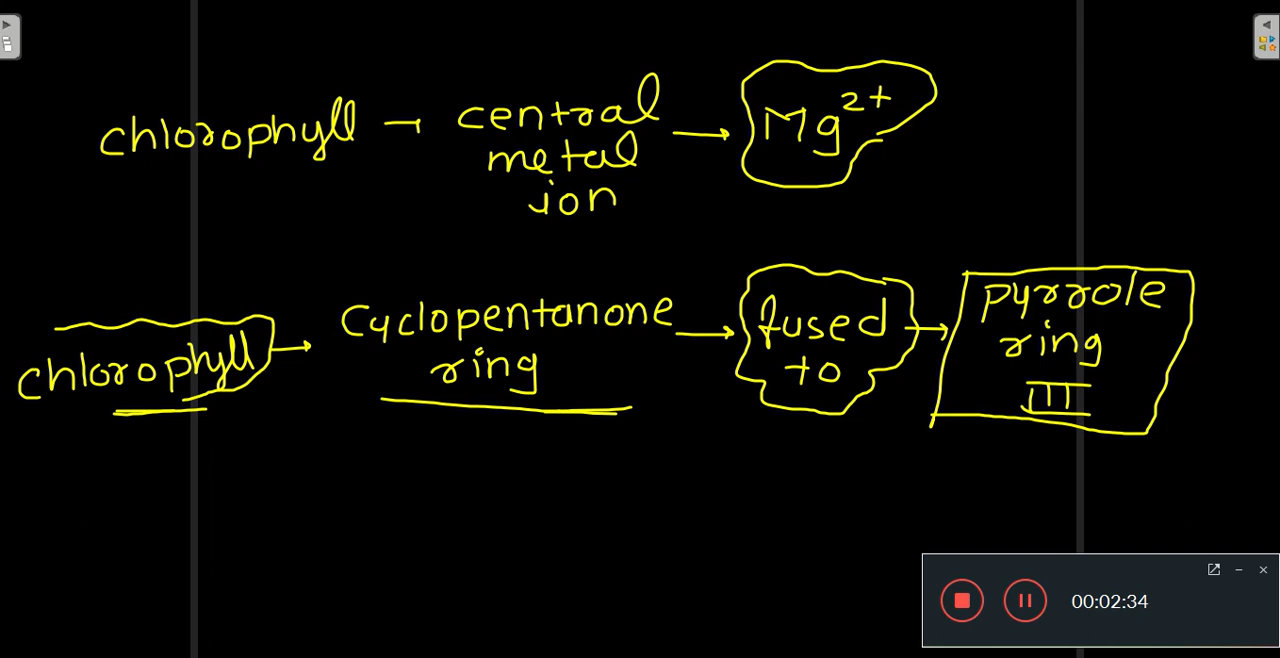 chlorophyll → central metal ion → Mg²⁺
chlorophyll → Cyclopentanone ring → fused to → pyrrole ring III
00:02:34